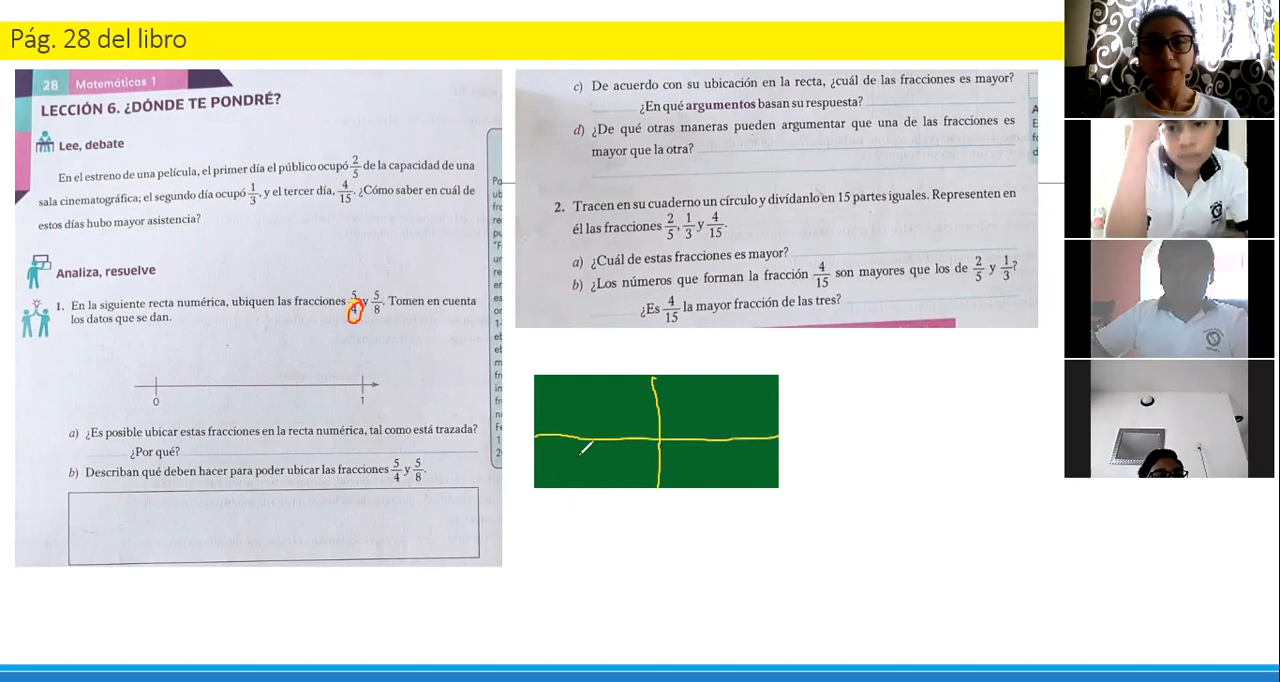 Pág. 28 del libro
28 Matemáticas 1
LECCIÓN 6. ¿DÓNDE TE PONDRÉ?
Lee, debate
En el estreno de una película, el primer día el público ocupó 2/5 de la capacidad de una
sala cinematográfica; el segundo día ocupó 1/3, y el tercer día, 4/15. ¿Cómo saber en cuál de
estos días hubo mayor asistencia?
Analiza, resuelve
1. En la siguiente recta numérica, ubiquen las fracciones 5/4 y 5/8. Tomen en cuenta
los datos que se dan.
0 1
a) ¿Es posible ubicar estas fracciones en la recta numérica, tal como está trazada?
¿Por qué?
b) Describan qué deben hacer para poder ubicar las fracciones 5/4 y 5/8.
c) De acuerdo con su ubicación en la recta, ¿cuál de las fracciones es mayor?
¿En qué argumentos basan su respuesta?
d) ¿De qué otras maneras pueden argumentar que una de las fracciones es
mayor que la otra?
2. Tracen en su cuaderno un círculo y divídanlo en 15 partes iguales. Representen en
él las fracciones 2/5, 1/3 y 4/15.
a) ¿Cuál de estas fracciones es mayor?
b) ¿Los números que forman la fracción 4/15 son mayores que los de 2/5 y 1/3?
¿Es 4/15 la mayor fracción de las tres?